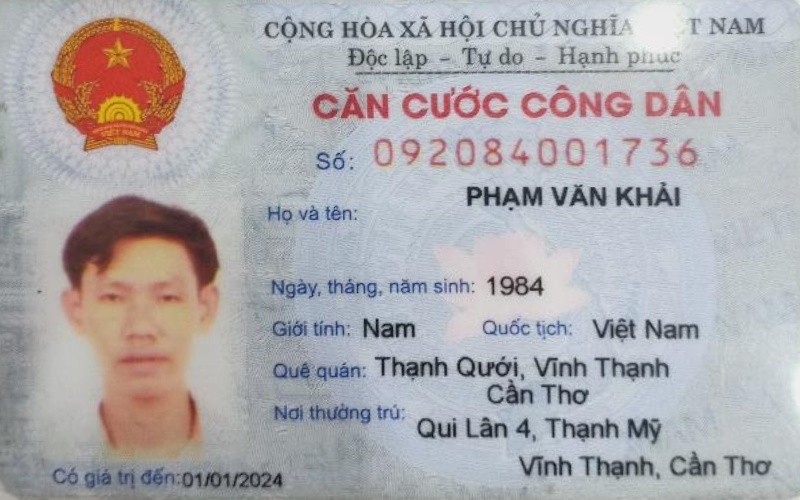 CỘNG HÒA XÃ HỘI CHỦ NGHĨA VIỆT NAM
Độc lập - Tự do - Hạnh phúc
CĂN CƯỚC CÔNG DÂN
Số: 092084001736
PHẠM VĂN KHẢI
Họ và tên:
Ngày, tháng, năm sinh: 1984
Giới tính: Nam Quốc tịch: Việt Nam
Quê quán: Thạnh Qưới, Vĩnh Thạnh
Cần Thơ
Nơi thường trú: Qui Lân 4, Thạnh Mỹ
Vĩnh Thạnh, Cần Thơ
Có giá trị đến: 01/01/2024
VIỆT NAM